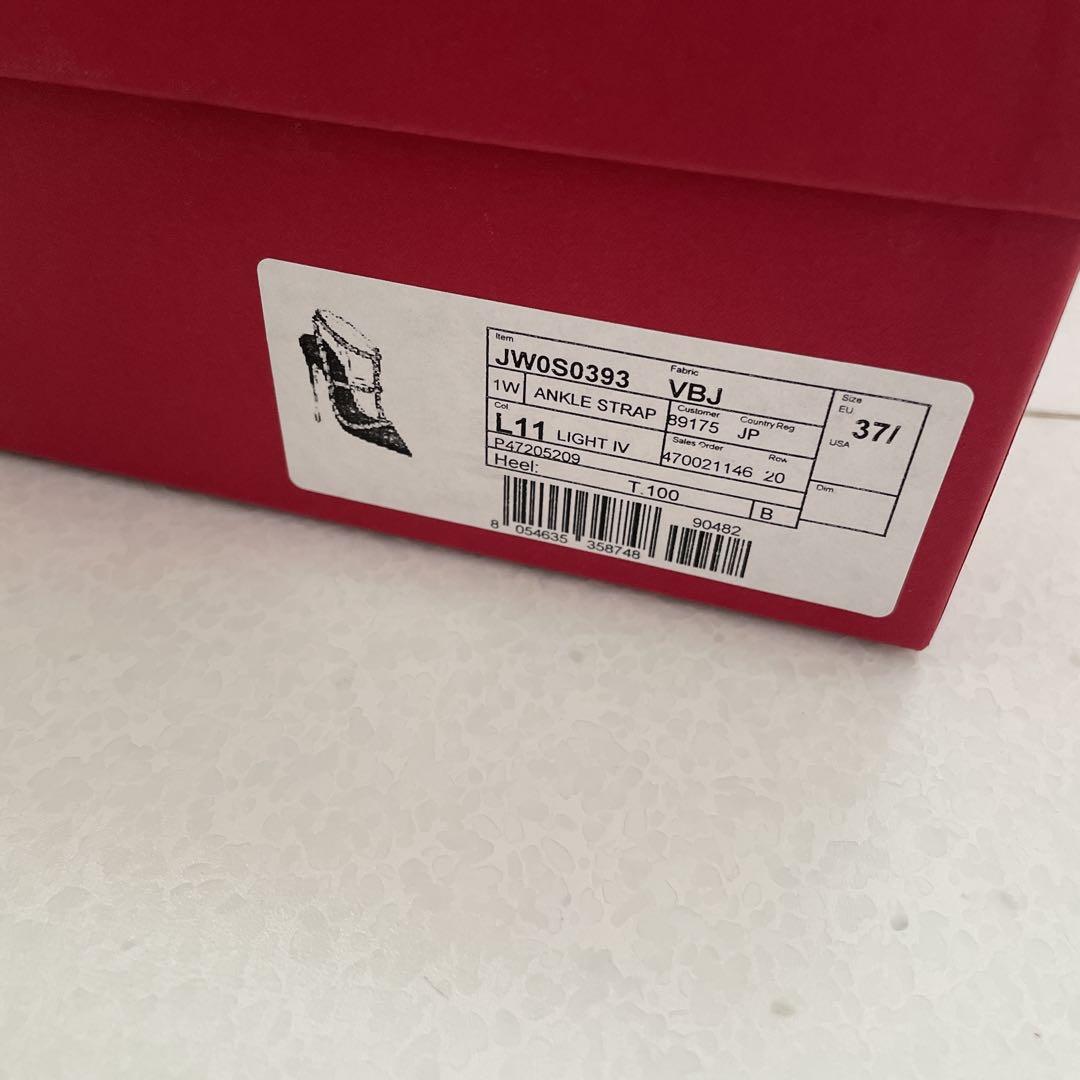 Item
JW0S0393
Fabric
VBJ
1W ANKLE STRAP
Customer
89175
Country Reg
JP
Col
L11 LIGHT IV
Sales Order
470021146
Row
20
P47205209
Heel:
T.100
B
Size
EU
37/
USA
Dim
8 054635 358748
90482